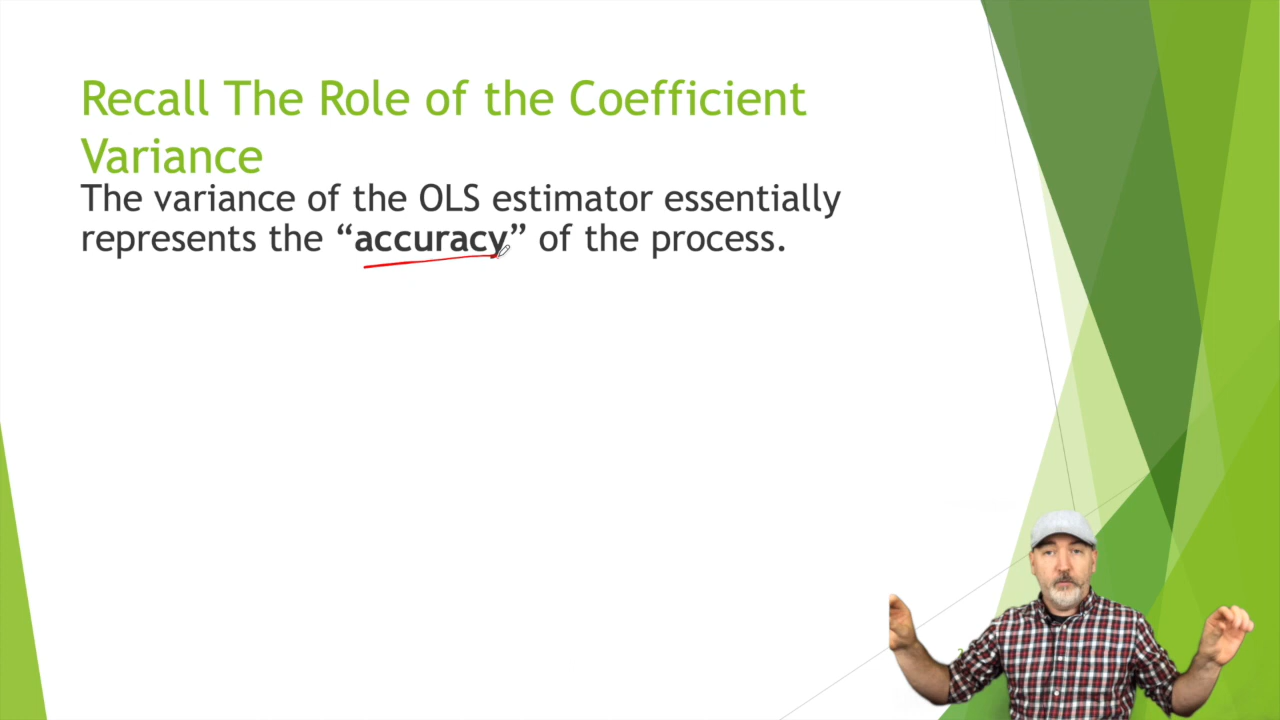 Recall The Role of the Coefficient
Variance
The variance of the OLS estimator essentially
represents the “accuracy” of the process.